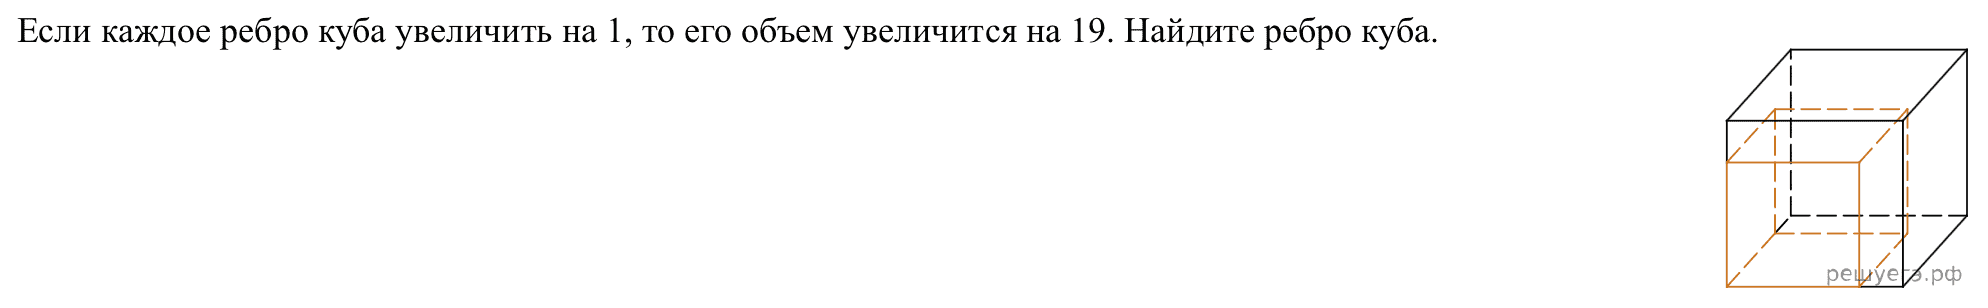 Если каждое ребро куба увеличить на 1, то его объем увеличится на 19. Найдите ребро куба.
решуегэ.рф